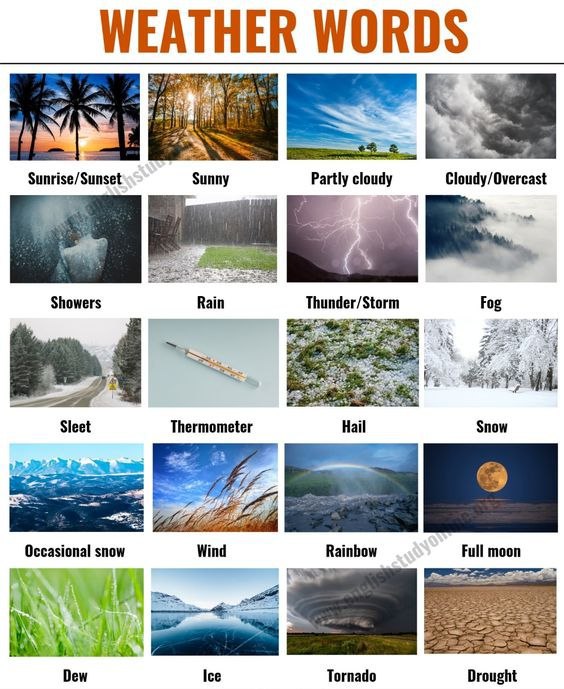 WEATHER WORDS
Sunrise/Sunset Sunny Partly cloudy Cloudy/Overcast
Showers Rain Thunder/Storm Fog
Sleet Thermometer Hail Snow
Occasional snow Wind Rainbow Full moon
Dew Ice Tornado Drought